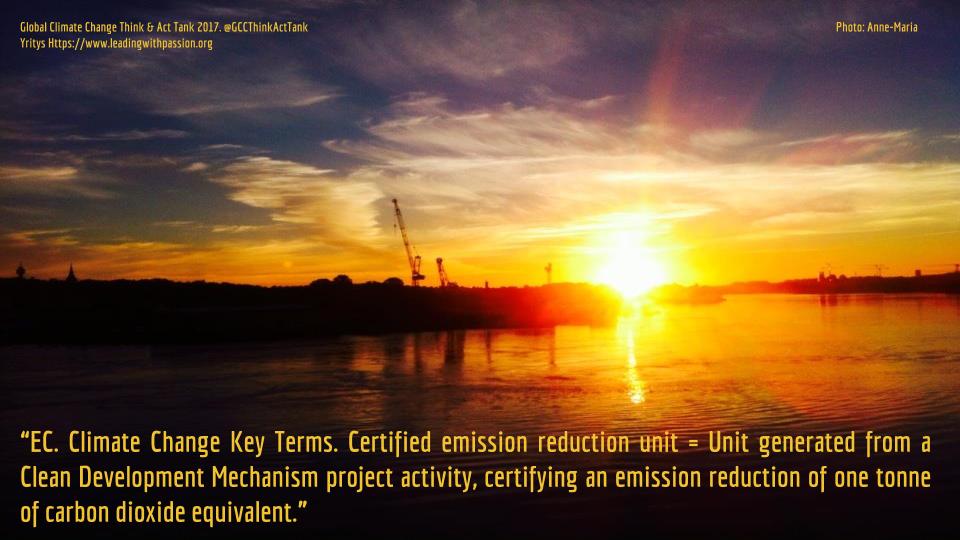 Global Climate Change Think & Act Tank 2017. @GCCThinkActTank
Yritys Https://www.leadingwithpassion.org
Photo: Anne-Maria
“EC. Climate Change Key Terms. Certified emission reduction unit = Unit generated from a
Clean Development Mechanism project activity, certifying an emission reduction of one tonne
of carbon dioxide equivalent.”